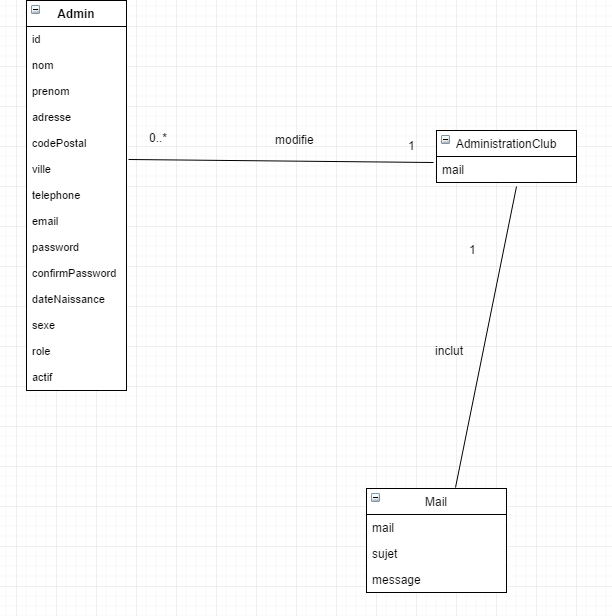 Admin
id
nom
prenom
adresse
codePostal
ville
telephone
email
password
confirmPassword
dateNaissance
sexe
role
actif
0..*
modifie
1
AdministrationClub
mail
1
inclut
Mail
mail
sujet
message